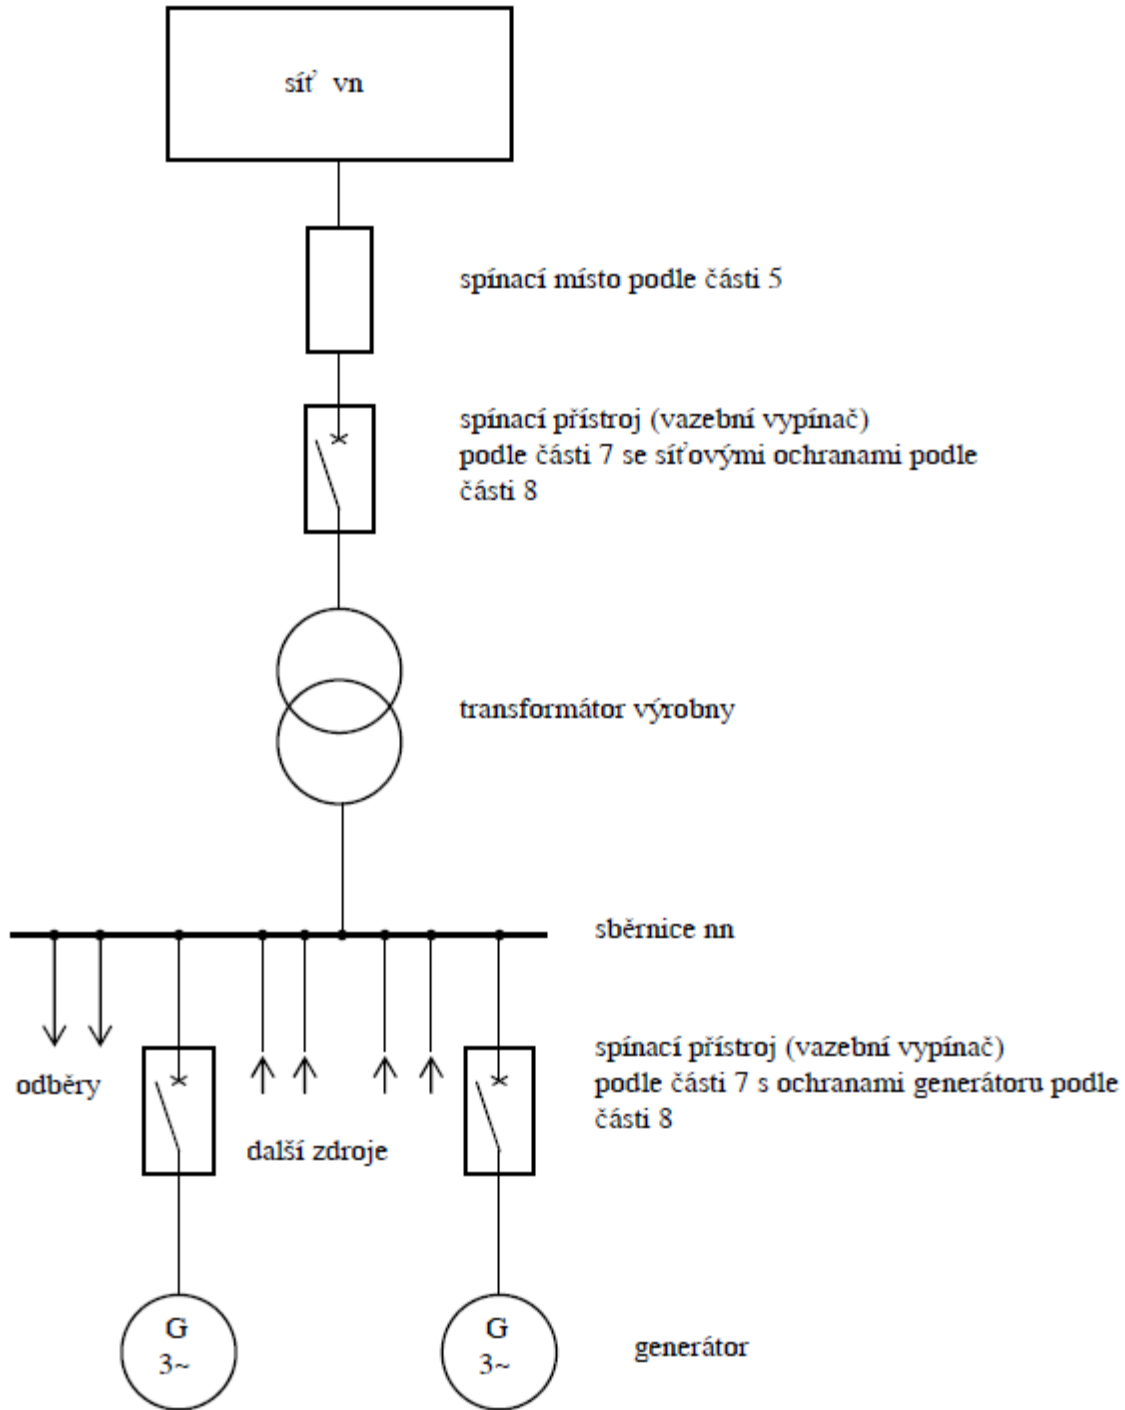 síť vn
spínací místo podle části 5
spínací přístroj (vazební vypínač)
podle části 7 se síťovými ochranami podle
části 8
transformátor výrobny
sběrnice nn
odběry
další zdroje
spínací přístroj (vazební vypínač)
podle části 7 s ochranami generátoru podle
části 8
G
3~
G
3~
generátor